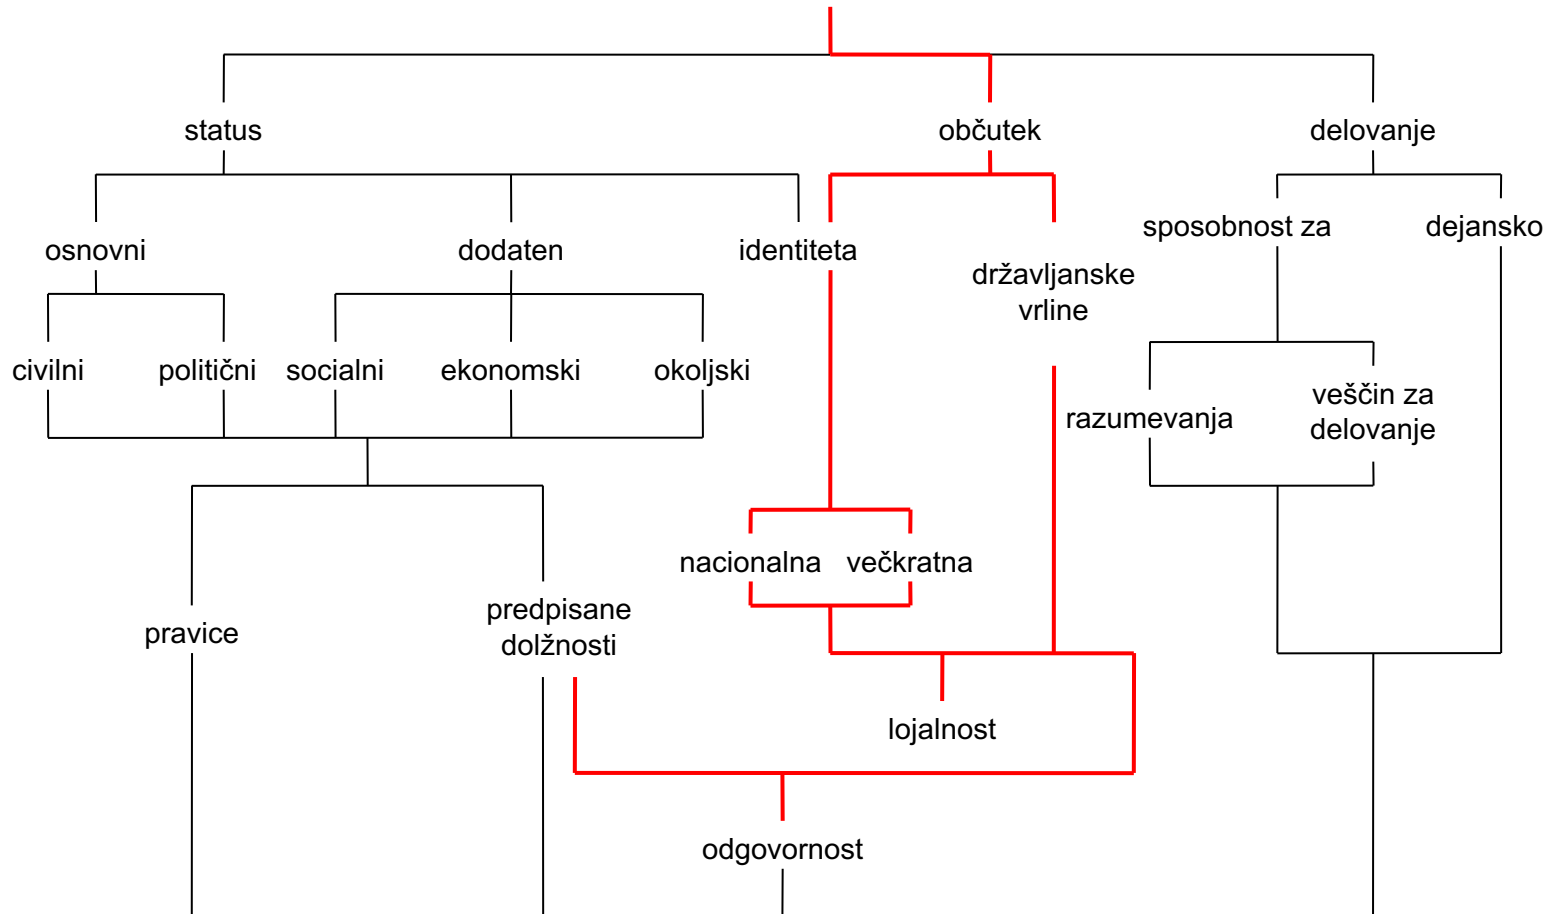 status
občutek
delovanje
osnovni
dodaten
identiteta
državljanske
vrline
sposobnost za
dejansko
civilni
politični
socialni
ekonomski
okoljski
razumevanja
veščin za
delovanje
nacionalna
večkratna
pravice
predpisane
dolžnosti
lojalnost
odgovornost